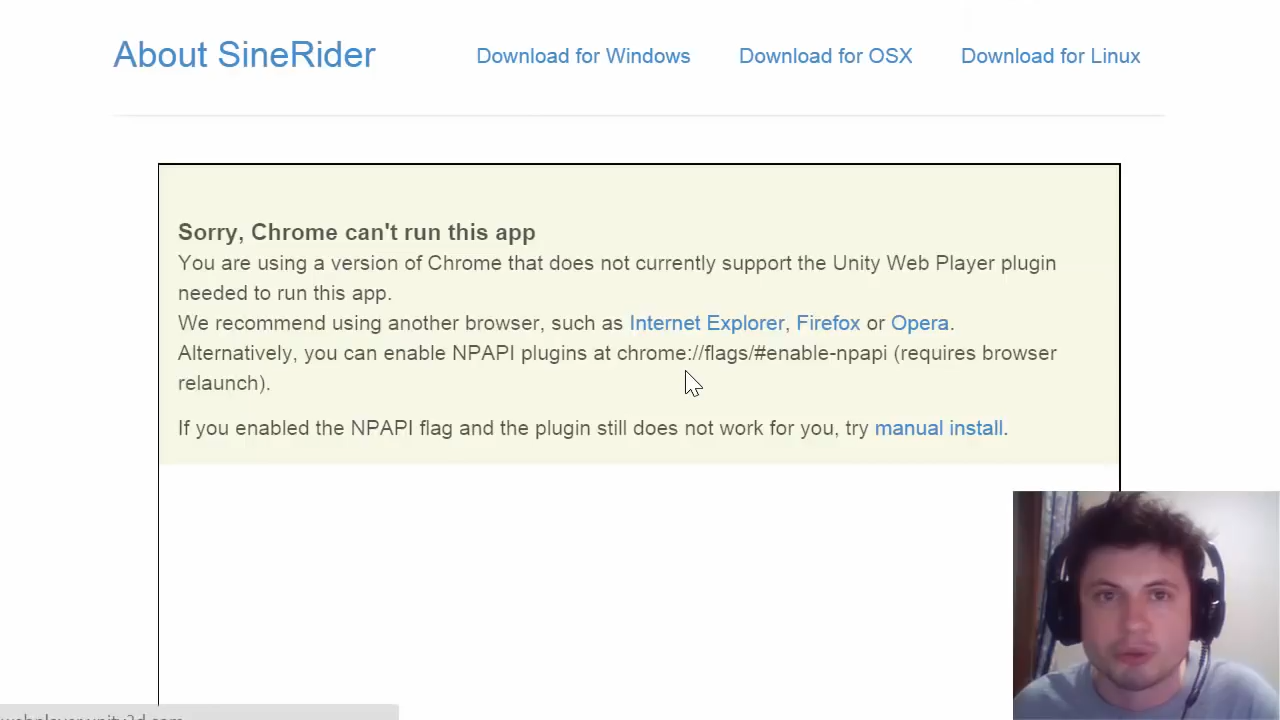 About SineRider
Download for Windows
Download for OSX
Download for Linux
Sorry, Chrome can't run this app
You are using a version of Chrome that does not currently support the Unity Web Player plugin
needed to run this app.
We recommend using another browser, such as Internet Explorer, Firefox or Opera.
Alternatively, you can enable NPAPI plugins at chrome://flags/#enable-npapi (requires browser
relaunch).
If you enabled the NPAPI flag and the plugin still does not work for you, try manual install.